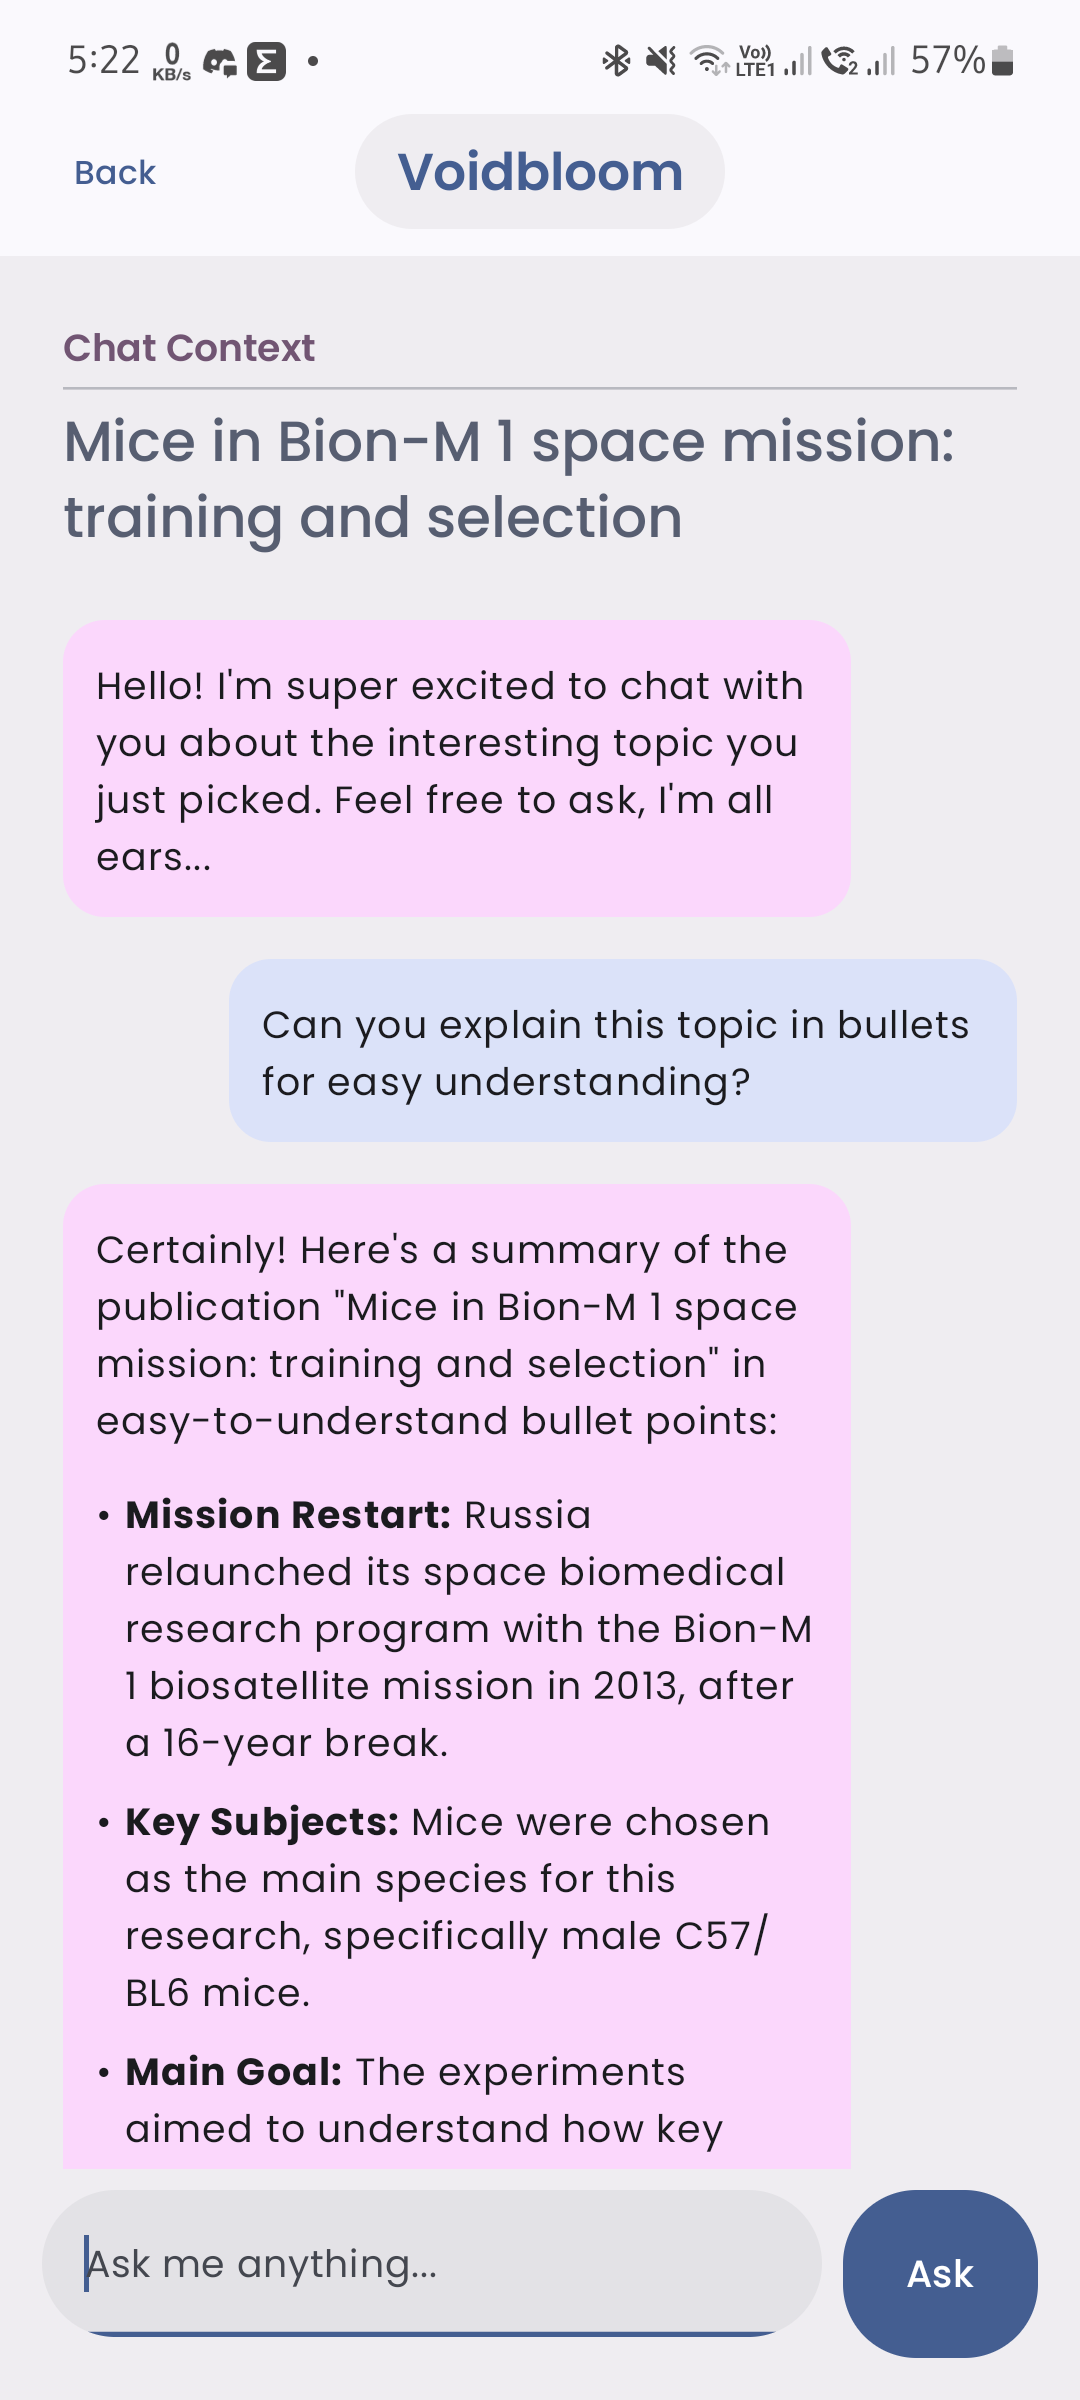 5:22 0 KB/s Vo)) LTE1 2 57%
Back
Voidbloom
Chat Context
Mice in Bion-M 1 space mission:
training and selection
Hello! I'm super excited to chat with
you about the interesting topic you
just picked. Feel free to ask, I'm all
ears...
Can you explain this topic in bullets
for easy understanding?
Certainly! Here's a summary of the
publication "Mice in Bion-M 1 space
mission: training and selection" in
easy-to-understand bullet points:
• Mission Restart: Russia
relaunched its space biomedical
research program with the Bion-M
1 biosatellite mission in 2013, after
a 16-year break.
• Key Subjects: Mice were chosen
as the main species for this
research, specifically male C57/
BL6 mice.
• Main Goal: The experiments
aimed to understand how key
Ask me anything...
Ask